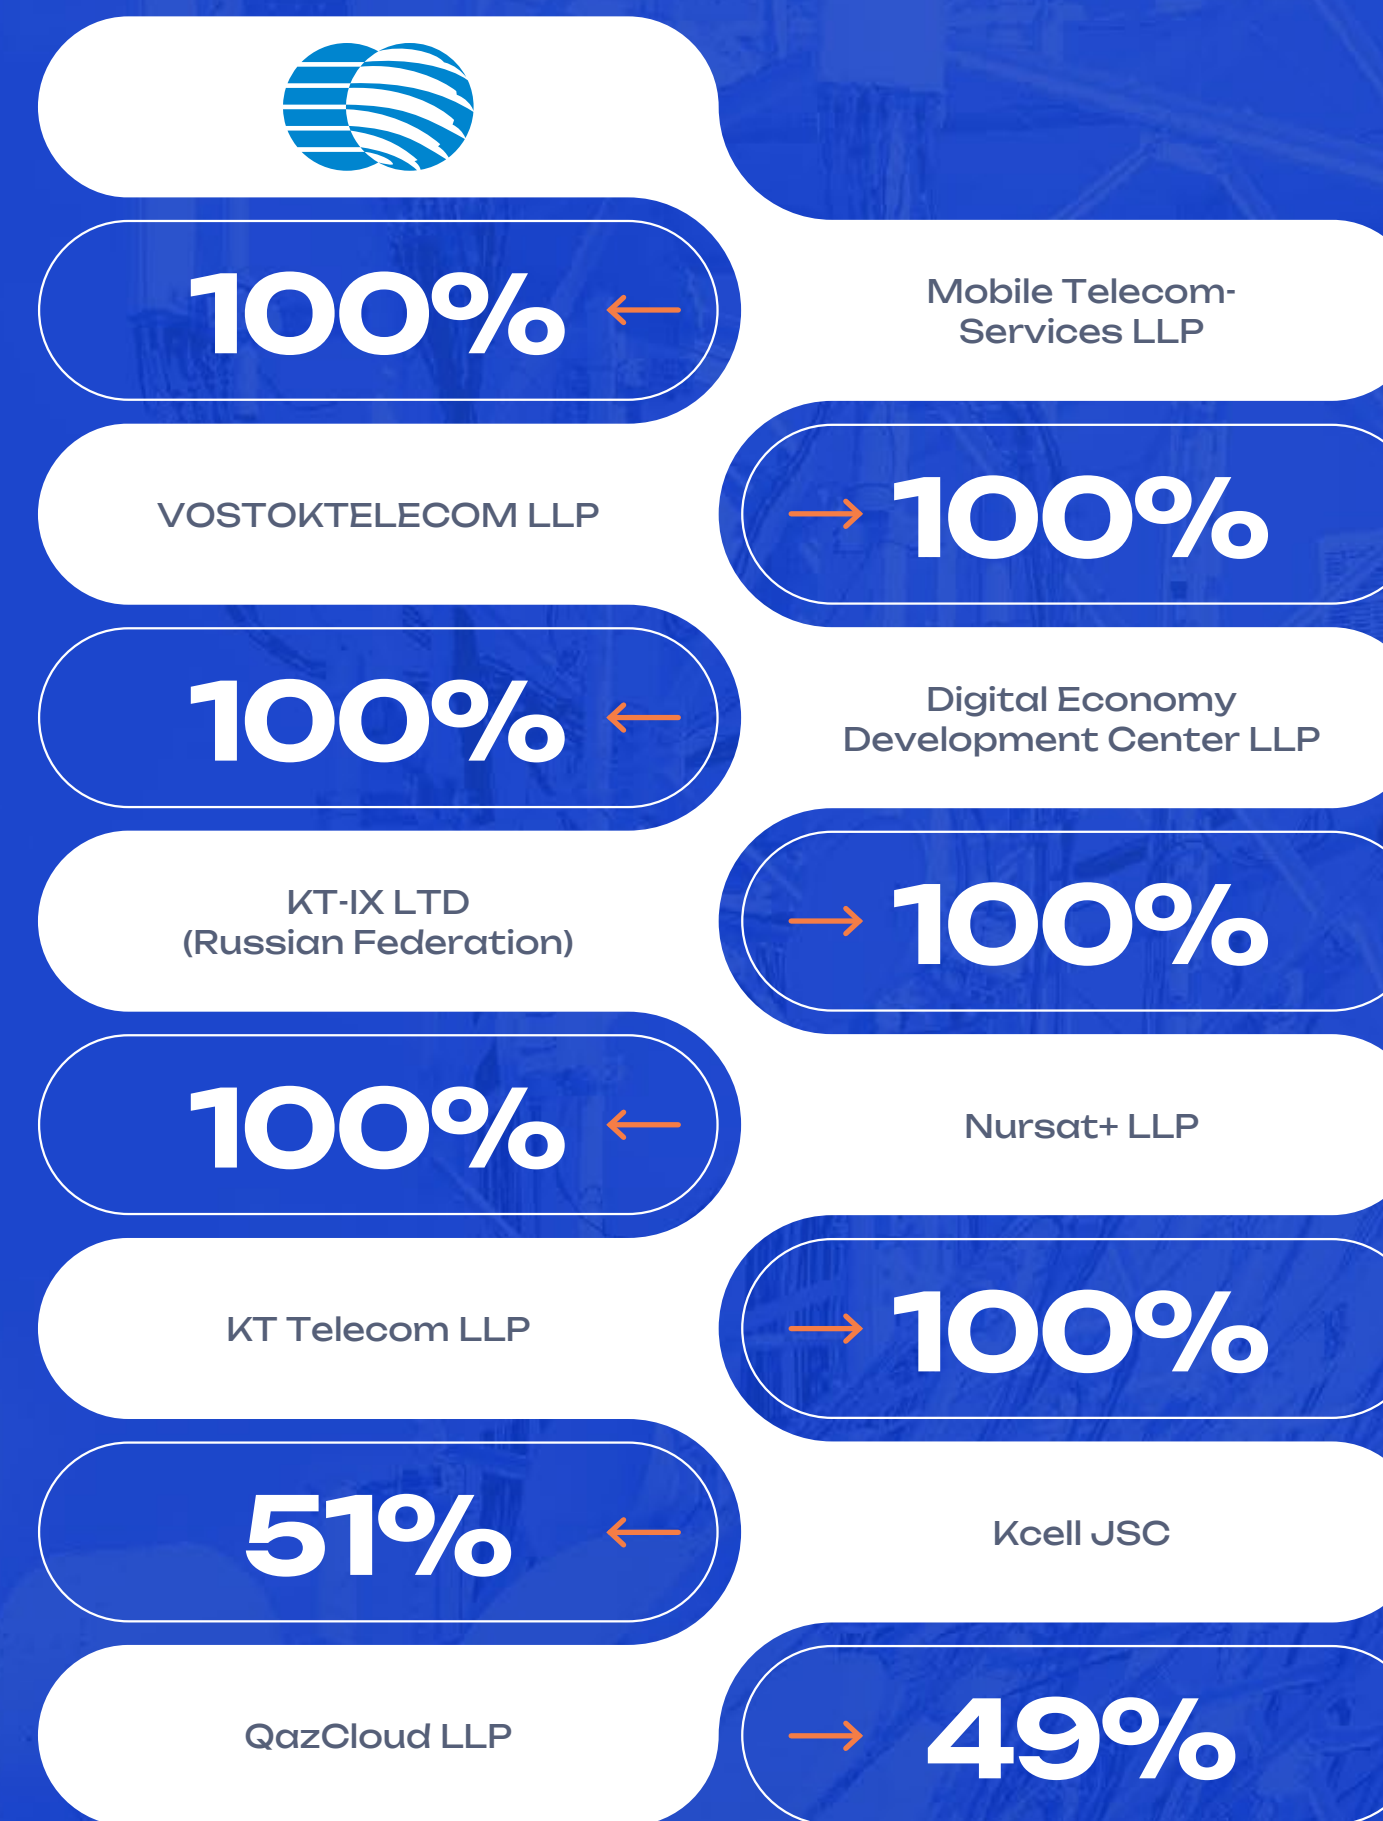 100%
Mobile Telecom-
Services LLP
VOSTOKTELECOM LLP
100%
100%
Digital Economy
Development Center LLP
KT-IX LTD
(Russian Federation)
100%
100%
Nursat+ LLP
KT Telecom LLP
100%
51%
Kcell JSC
QazCloud LLP
49%